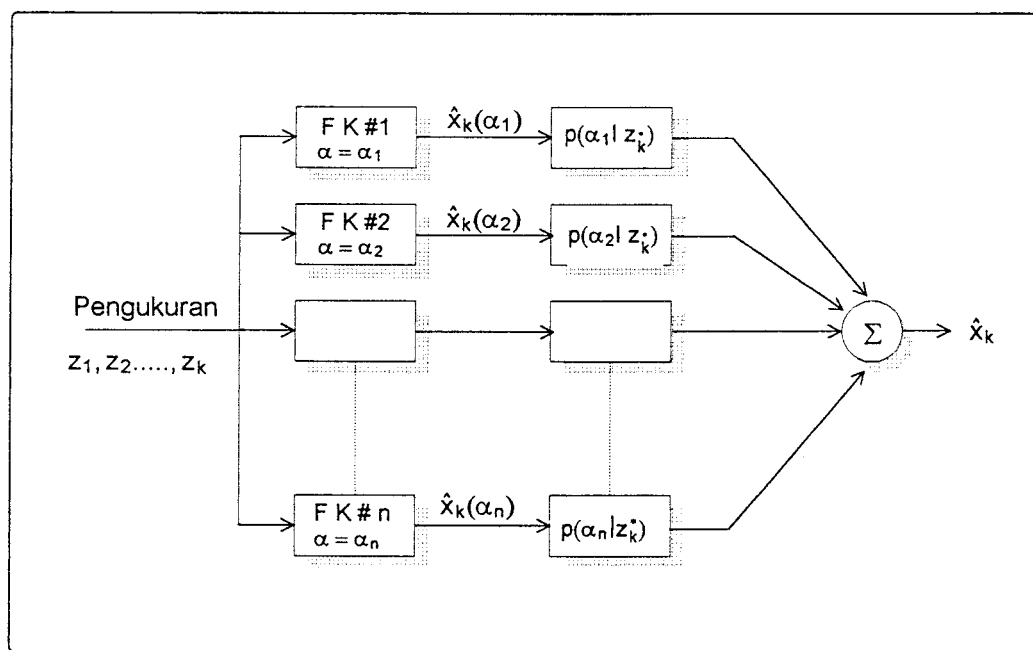 F K #1
α = α₁
x̂ₖ(α₁)
p(α₁| z*ₖ)
F K #2
α = α₂
x̂ₖ(α₂)
p(α₂| z*ₖ)
Pengukuran
z₁, z₂....., zₖ
Σ
x̂ₖ
F K # n
α = αₙ
x̂ₖ(αₙ)
p(αₙ|z*ₖ)